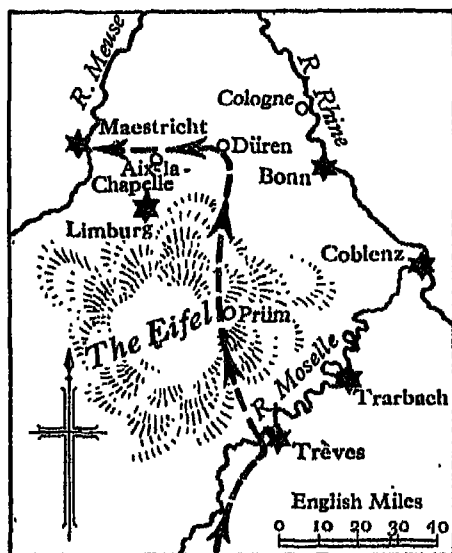 R. Meuse
R. Rhine
Cologne
Maestricht
Düren
Aix-la-
Chapelle
Bonn
Limburg
Coblenz
The Eifel
Prüm
R. Moselle
Trarbach
Trèves
English Miles
0 10 20 40